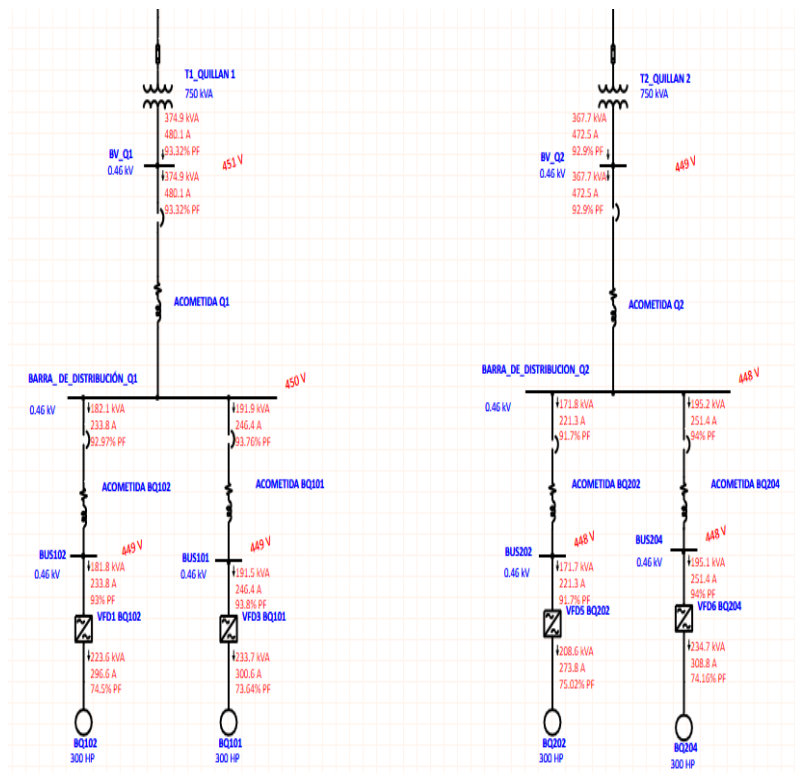 T1_QUILLAN 1
750 kVA
374.9 kVA
480.1 A
93.32% PF
BV_Q1
0.46 kV
451 V
374.9 kVA
480.1 A
93.32% PF
ACOMETIDA Q1
BARRA_ DE_DISTRIBUCIÓN_Q1
450 V
0.46 kV
182.1 kVA
233.8 A
92.97% PF
191.9 kVA
246.4 A
93.76% PF
ACOMETIDA BQ102
ACOMETIDA BQ101
BUS102
449 V
0.46 kV
181.8 kVA
233.8 A
93% PF
BUS101
449 V
0.46 kV
191.5 kVA
246.4 A
93.8% PF
VFD1 BQ102
VFD3 BQ101
223.6 kVA
296.6 A
74.5% PF
233.7 kVA
300.6 A
73.64% PF
BQ102
300 HP
BQ101
300 HP
T2_QUILLAN 2
750 kVA
367.7 kVA
472.5 A
92.9% PF
BV_Q2
0.46 kV
449 V
367.7 kVA
472.5 A
92.9% PF
ACOMETIDA Q2
BARRA_DE_DISTRIBUCION_Q2
448 V
0.46 kV
171.8 kVA
221.3 A
91.7% PF
195.2 kVA
251.4 A
94% PF
ACOMETIDA BQ202
ACOMETIDA BQ204
BUS202
448 V
0.46 kV
171.7 kVA
221.3 A
91.7% PF
BUS204
448 V
0.46 kV
195.1 kVA
251.4 A
94% PF
VFD5 BQ202
VFD6 BQ204
208.6 kVA
273.8 A
75.02% PF
234.7 kVA
308.8 A
74.16% PF
BQ202
300 HP
BQ204
300 HP